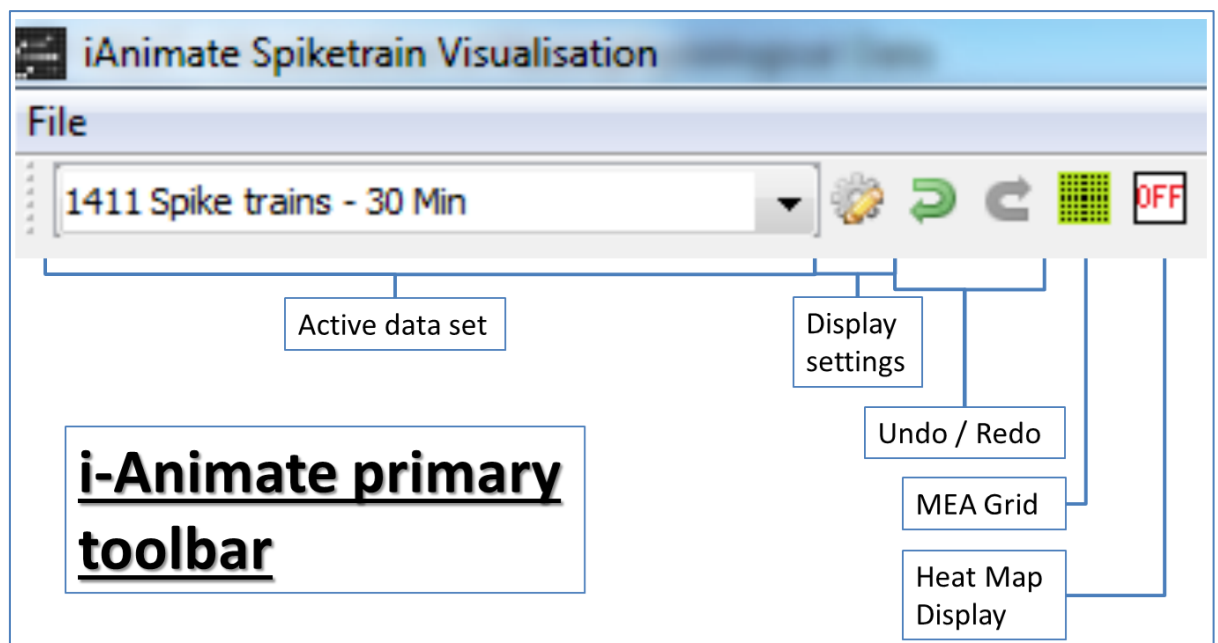 iAnimate Spiketrain Visualisation
File
1411 Spike trains - 30 Min
OFF
Active data set
Display
settings
Undo / Redo
i-Animate primary
toolbar
MEA Grid
Heat Map
Display